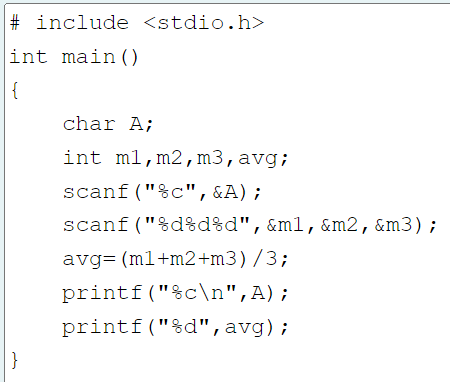 # include <stdio.h>
int main()
{
    char A;
    int m1,m2,m3,avg;
    scanf("%c",&A);
    scanf("%d%d%d",&m1,&m2,&m3);
    avg=(m1+m2+m3)/3;
    printf("%c\n",A);
    printf("%d",avg);
}